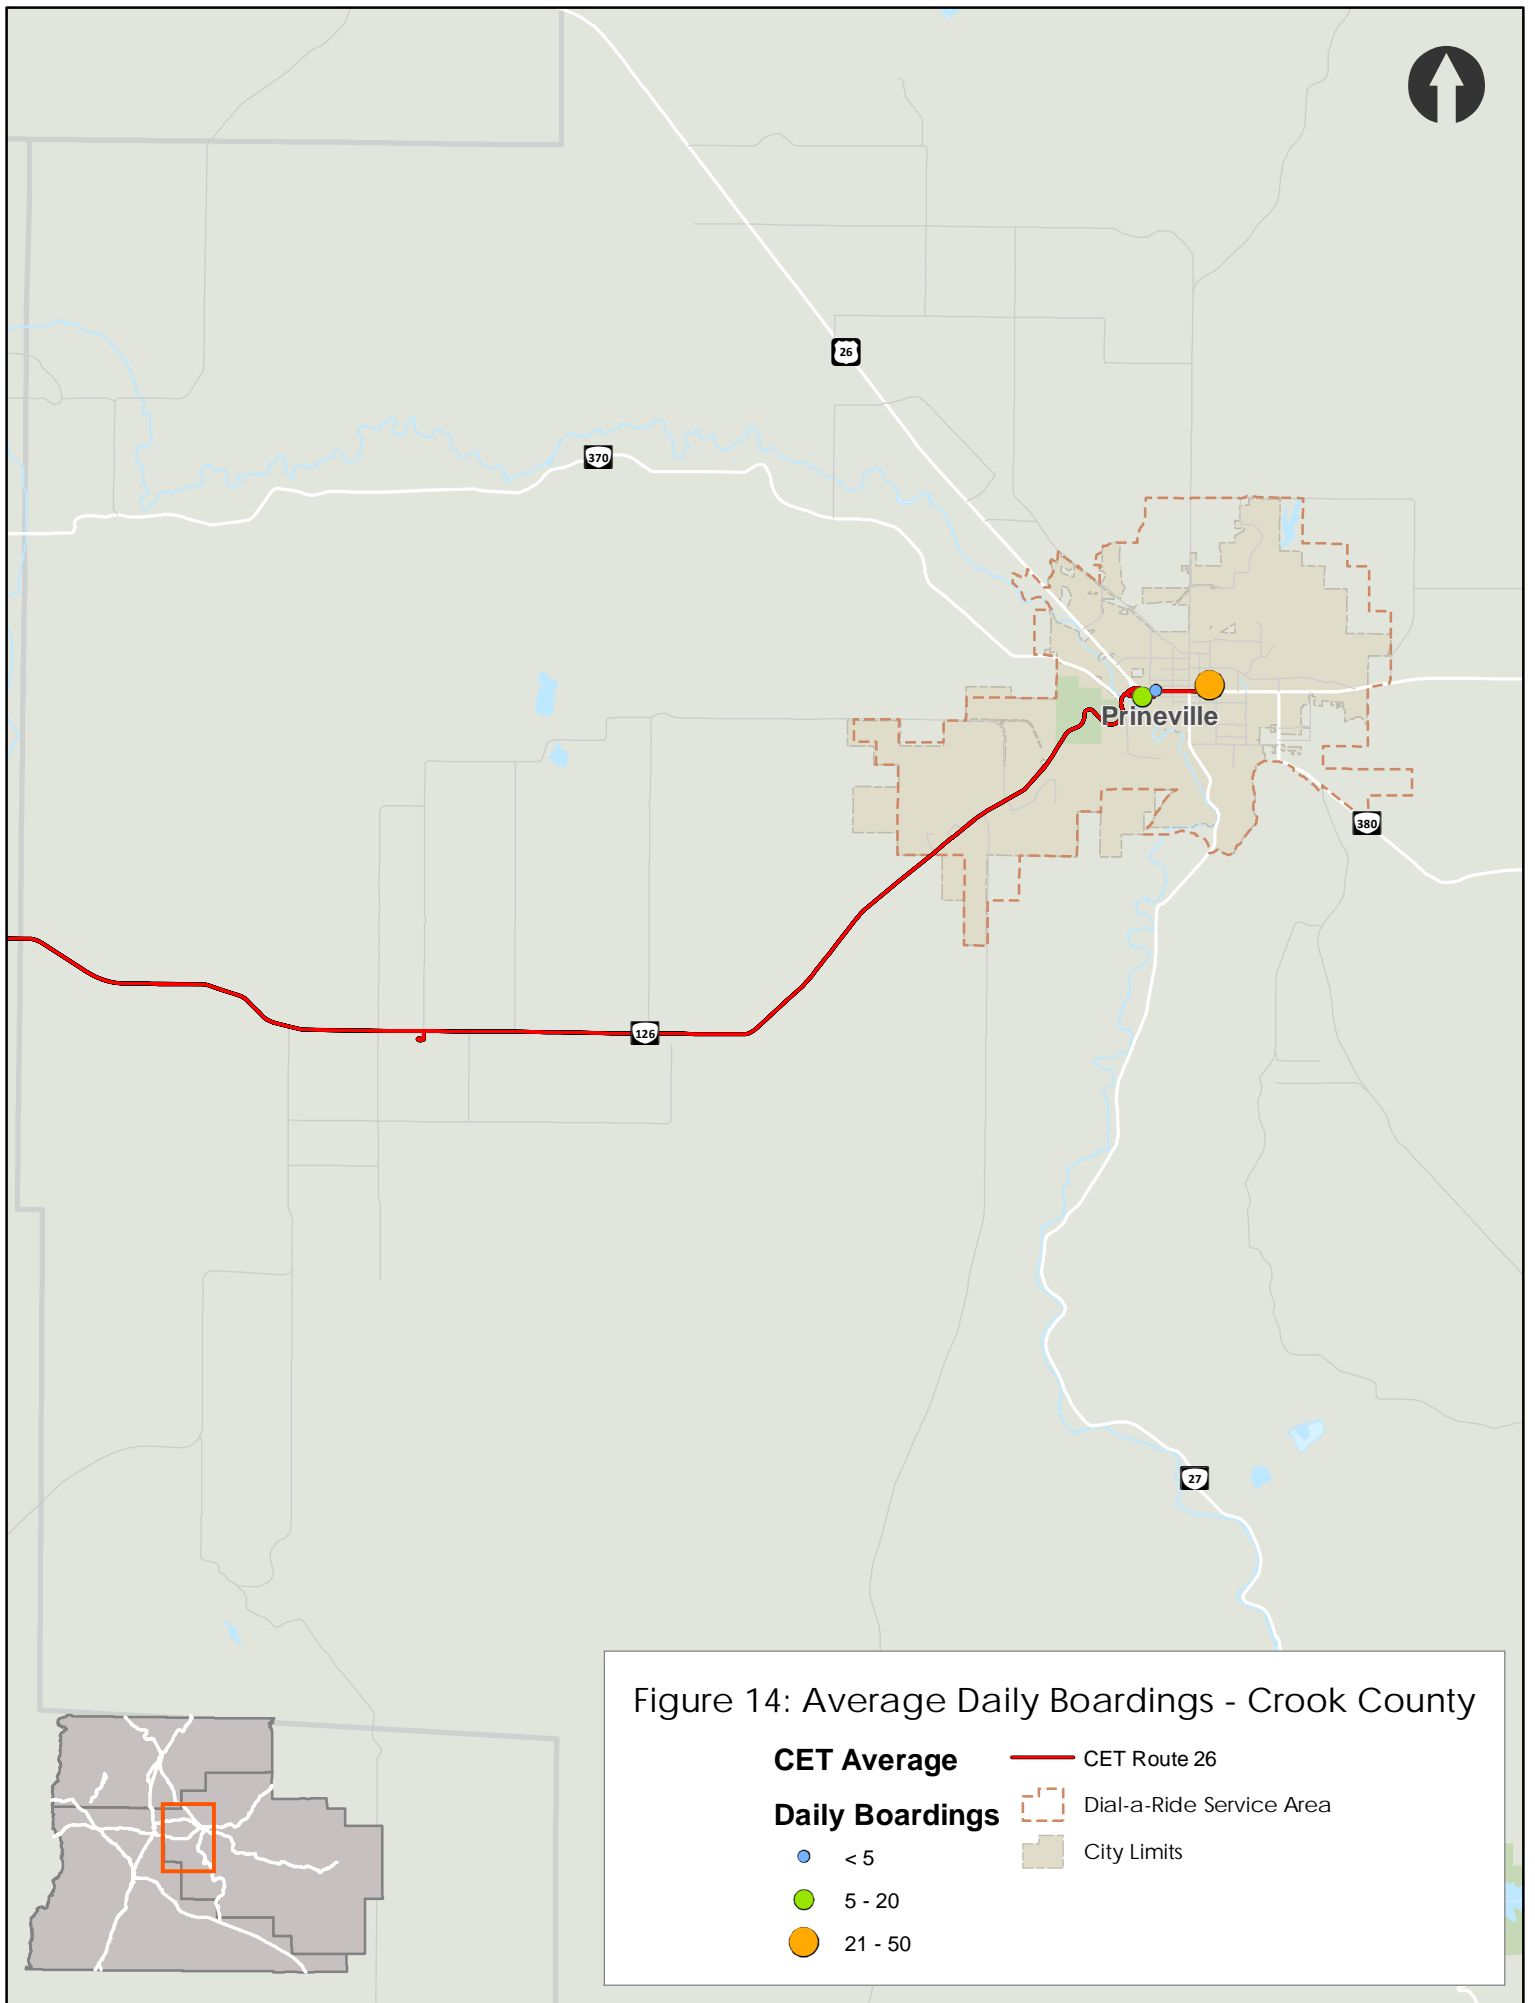 26
370
Prineville
380
126
27
Figure 14: Average Daily Boardings - Crook County
CET Average
Daily Boardings
< 5
5 - 20
21 - 50
CET Route 26
Dial-a-Ride Service Area
City Limits